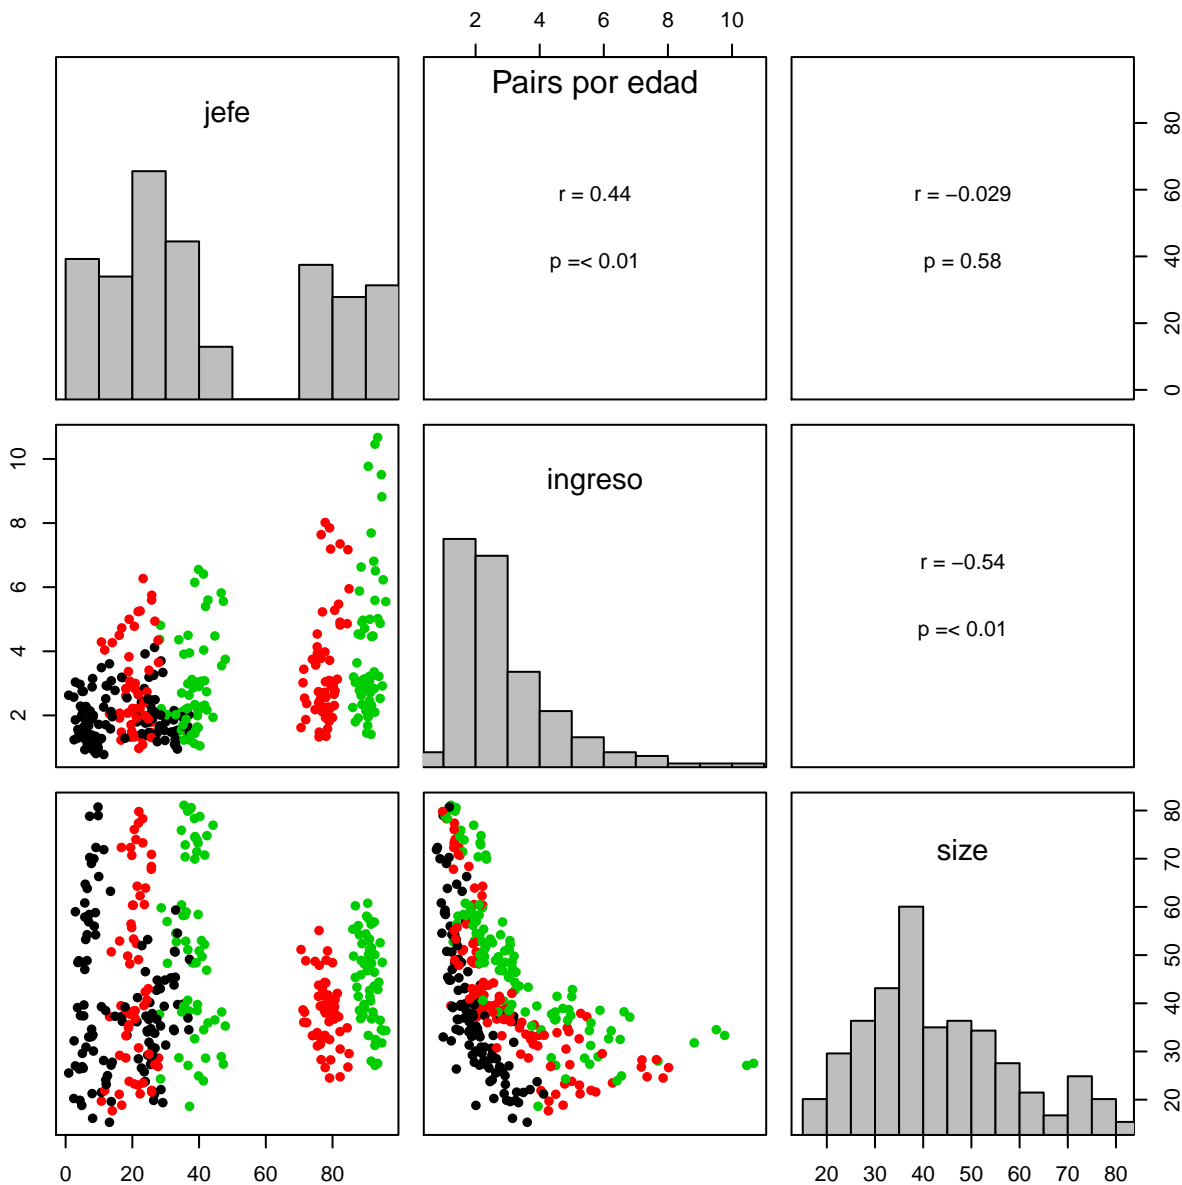 2 4 6 8 10
Pairs por edad
jefe
r = 0.44
p =< 0.01
r = −0.029
p = 0.58
0 20 40 60 80
2 4 6 8 10
ingreso
r = −0.54
p =< 0.01
size
20 30 40 50 60 70 80
0 20 40 60 80
20 30 40 50 60 70 80